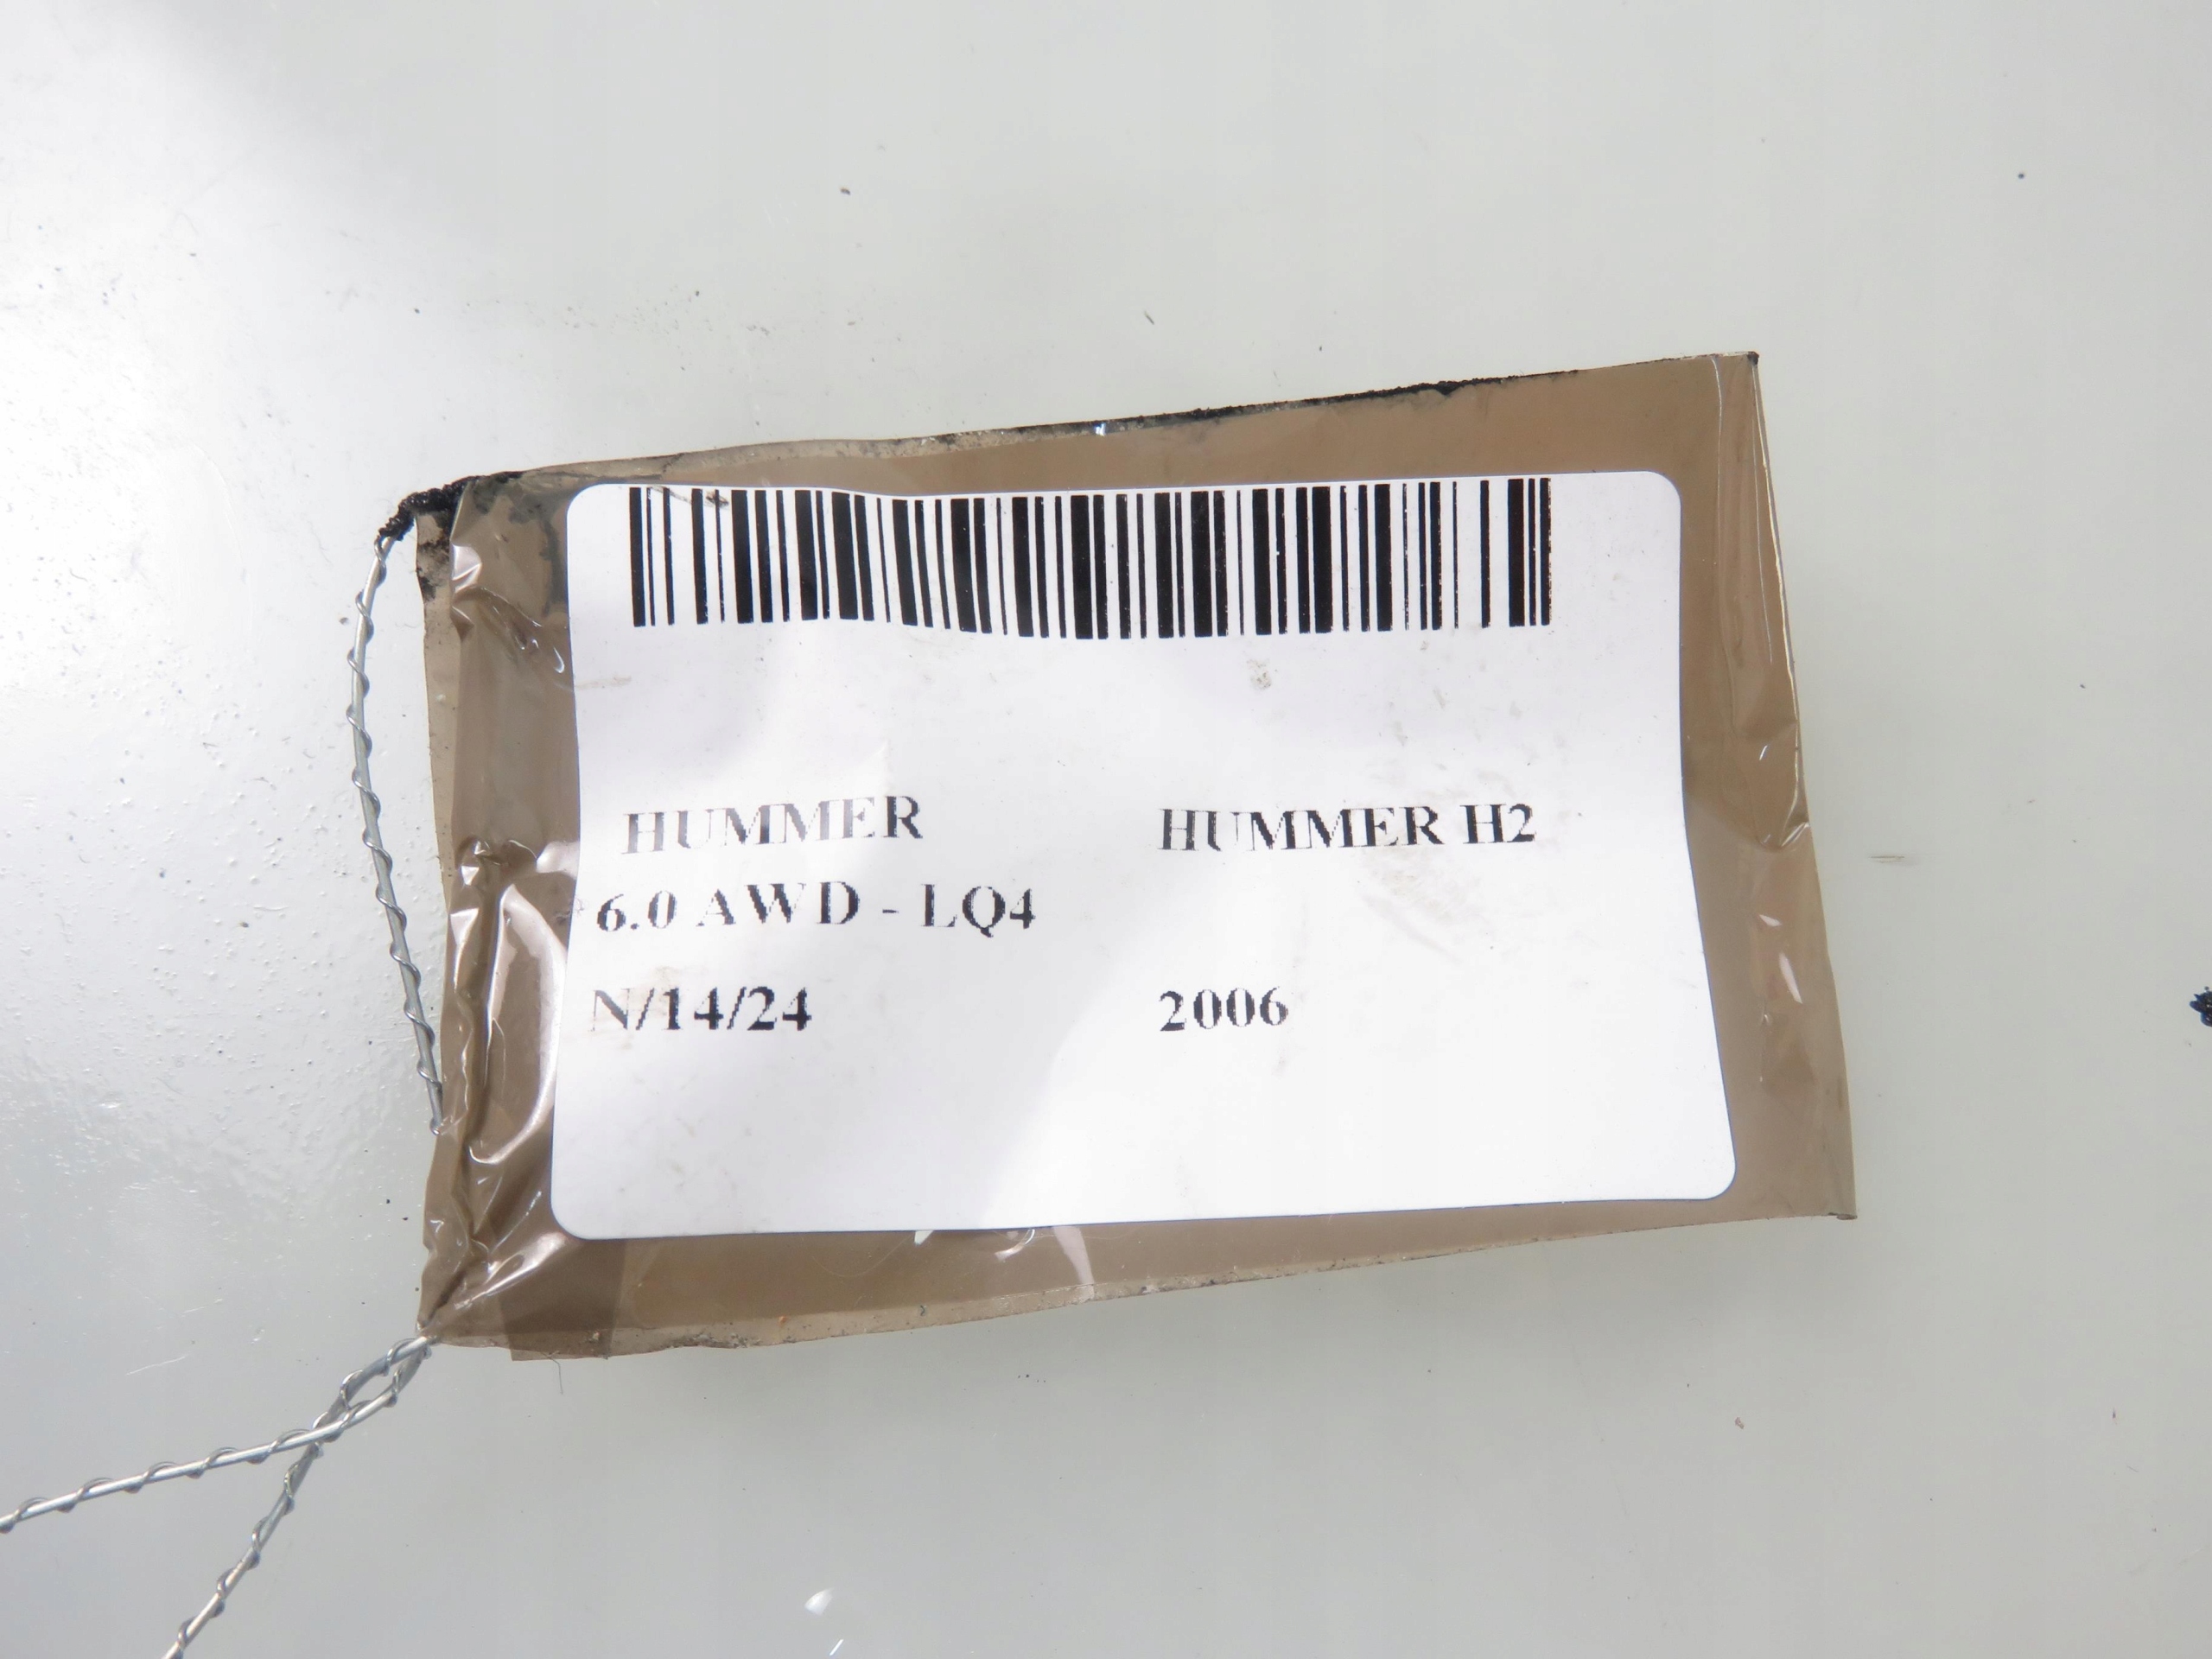 HUMMER HUMMER H2
6.0 AWD - LQ4
N/14/24 2006